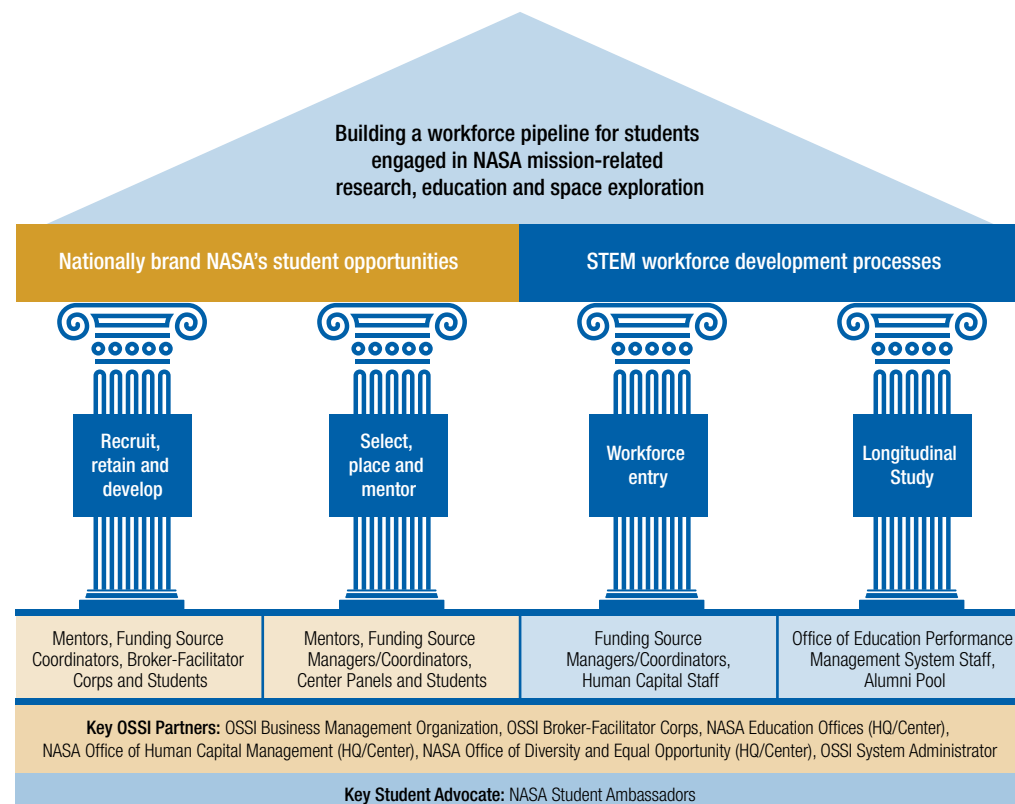 Building a workforce pipeline for students
engaged in NASA mission-related
research, education and space exploration
Nationally brand NASA's student opportunities
STEM workforce development processes
Recruit,
retain and
develop
Select,
place and
mentor
Workforce
entry
Longitudinal
Study
Mentors, Funding Source
Coordinators, Broker-Facilitator
Corps and Students
Mentors, Funding Source
Managers/Coordinators,
Center Panels and Students
Funding Source
Managers/Coordinators,
Human Capital Staff
Office of Education Performance
Management System Staff,
Alumni Pool
Key OSSI Partners: OSSI Business Management Organization, OSSI Broker-Facilitator Corps, NASA Education Offices (HQ/Center),
NASA Office of Human Capital Management (HQ/Center), NASA Office of Diversity and Equal Opportunity (HQ/Center), OSSI System Administrator
Key Student Advocate: NASA Student Ambassadors